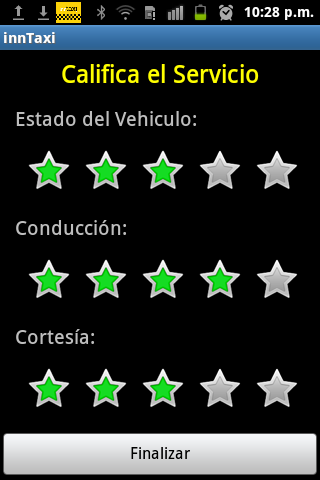 10:28 p.m.
innTaxi
Califica el Servicio
Estado del Vehiculo:
Conducción:
Cortesía:
Finalizar